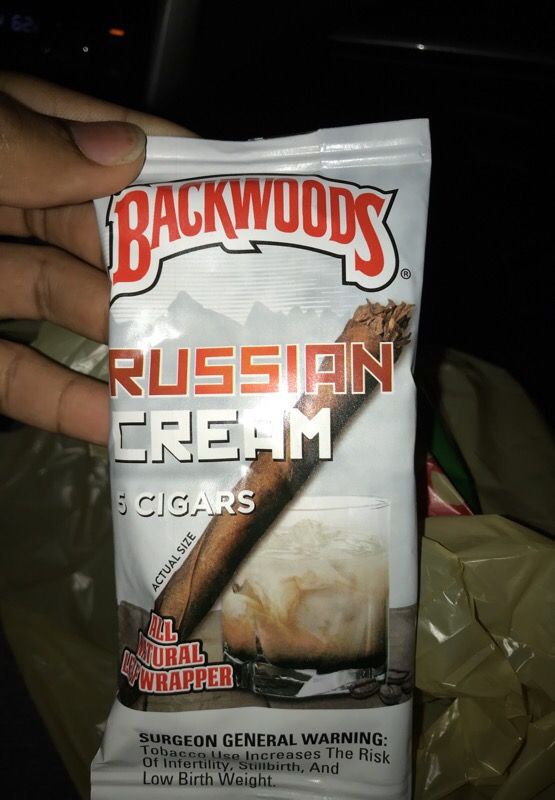 BACKWOODS
®
RUSSIAN
CREAM
5 CIGARS
ACTUAL SIZE
ALL
NATURAL
LEAF WRAPPER
SURGEON GENERAL WARNING:
Tobacco Use Increases The Risk
Of Infertility, Stillbirth, And
Low Birth Weight.